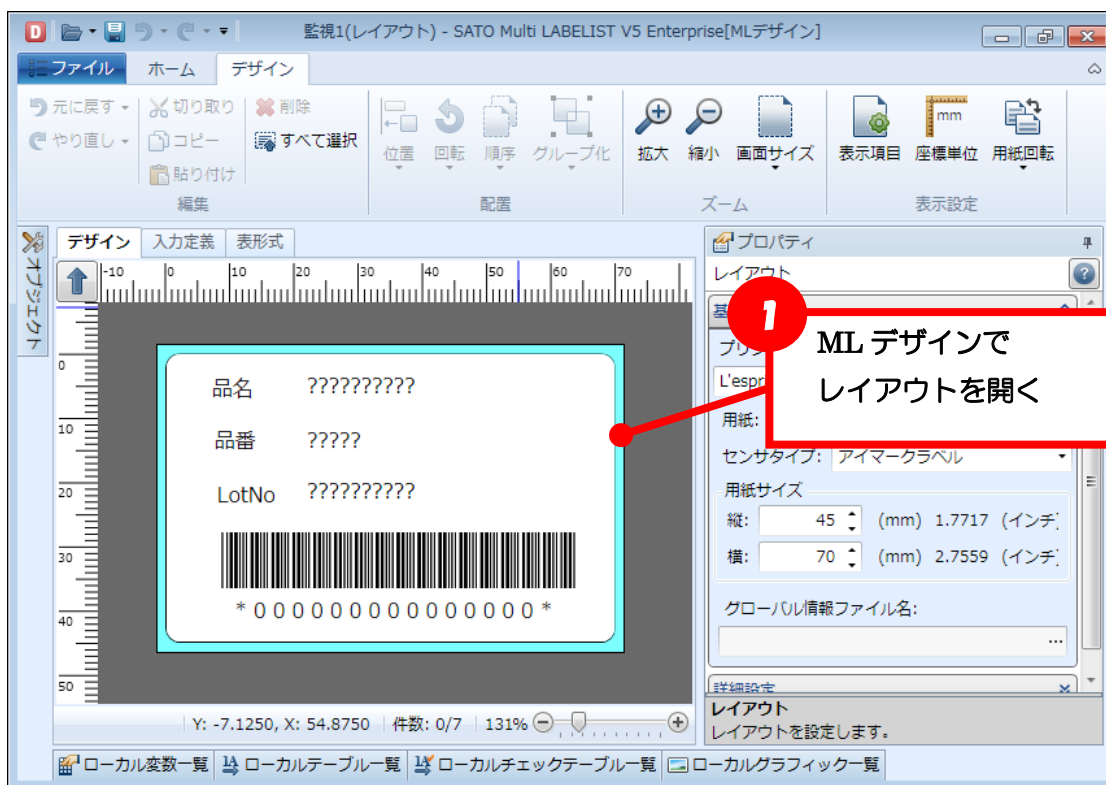 監視1(レイアウト) - SATO Multi LABELIST V5 Enterprise[MLデザイン]
ファイル ホーム デザイン
元に戻す 切り取り 削除
やり直し コピー すべて選択
貼り付け
位置 回転 順序 グループ化 拡大 縮小 画面サイズ 表示項目 mm 座標単位 用紙回転
編集 配置 ズーム 表示設定
オブジェクト
デザイン 入力定義 表形式
-10 0 10 20 30 40 50 60 70
0
10
20
30
40
50
品名 ??????????
品番 ?????
LotNo ??????????
*000000000000000*
プロパティ
レイアウト
1
MLデザインで
レイアウトを開く
L'espr
用紙:
センサタイプ: アイマークラベル
用紙サイズ
縦: 45 (mm) 1.7717 (インチ)
横: 70 (mm) 2.7559 (インチ)
グローバル情報ファイル名:
...
詳細設定
レイアウト
レイアウトを設定します。
Y: -7.1250, X: 54.8750 件数: 0/7 131%
ローカル変数一覧 ローカルテーブル一覧 ローカルチェックテーブル一覧 ローカルグラフィック一覧